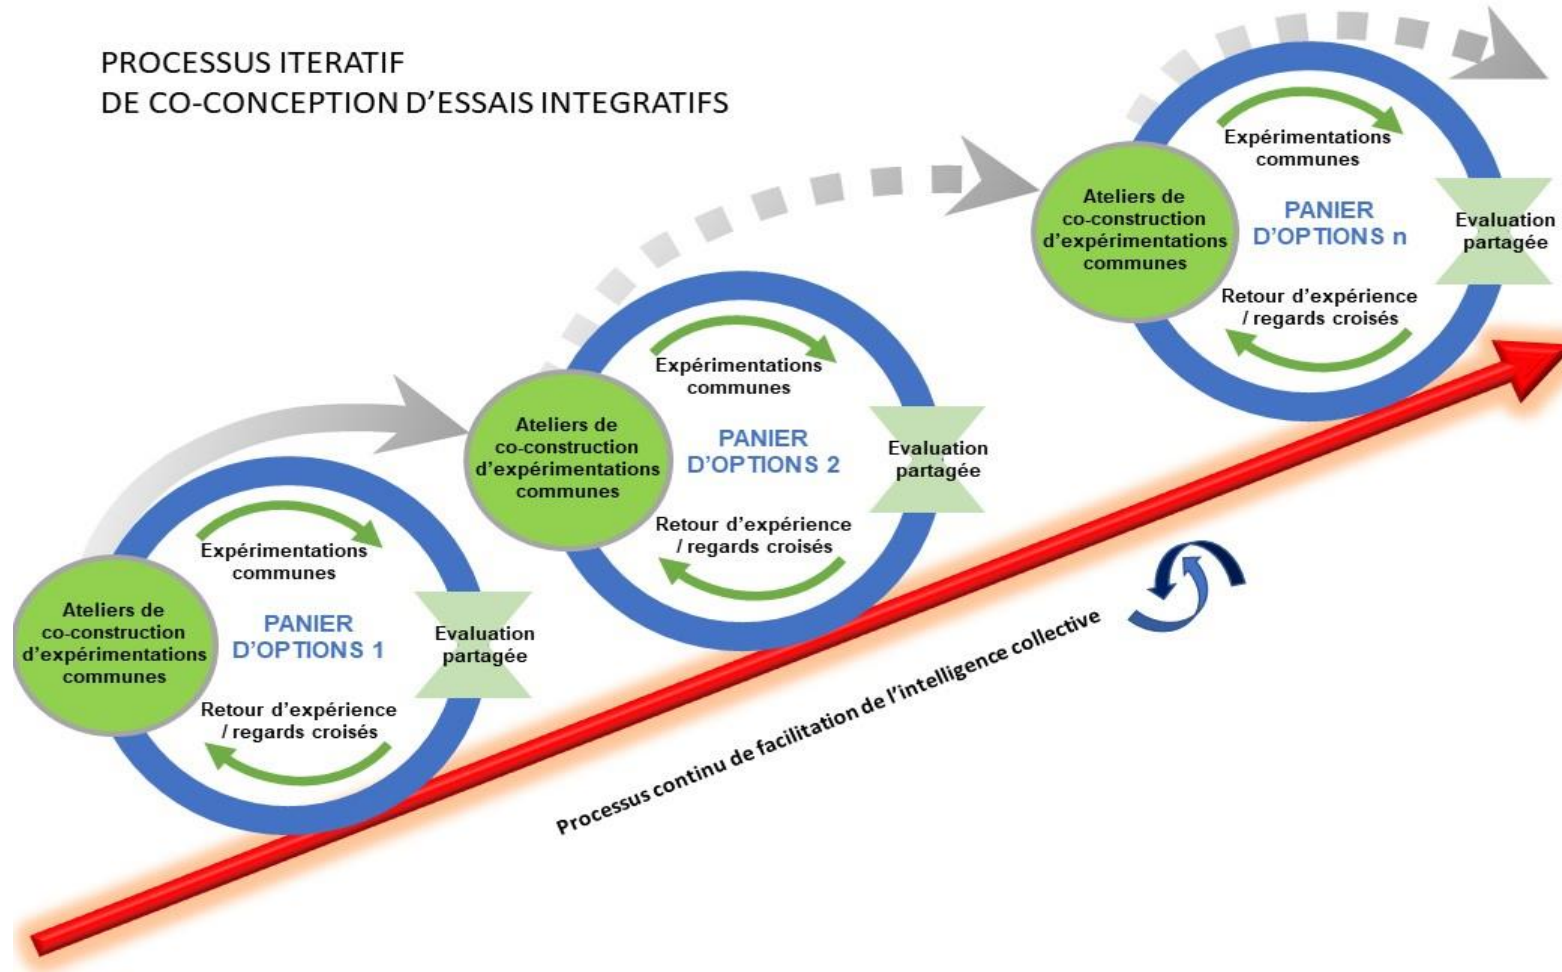 PROCESSUS ITERATIF
DE CO-CONCEPTION D'ESSAIS INTEGRATIFS
Expérimentations
communes
Ateliers de
co-construction
d'expérimentations
communes
PANIER
D'OPTIONS n
Evaluation
partagée
Retour d'expérience
/ regards croisés
Expérimentations
communes
Ateliers de
co-construction
d'expérimentations
communes
PANIER
D'OPTIONS 2
Evaluation
partagée
Retour d'expérience
/ regards croisés
Expérimentations
communes
Ateliers de
co-construction
d'expérimentations
communes
PANIER
D'OPTIONS 1
Evaluation
partagée
Retour d'expérience
/ regards croisés
Processus continu de facilitation de l'intelligence collective